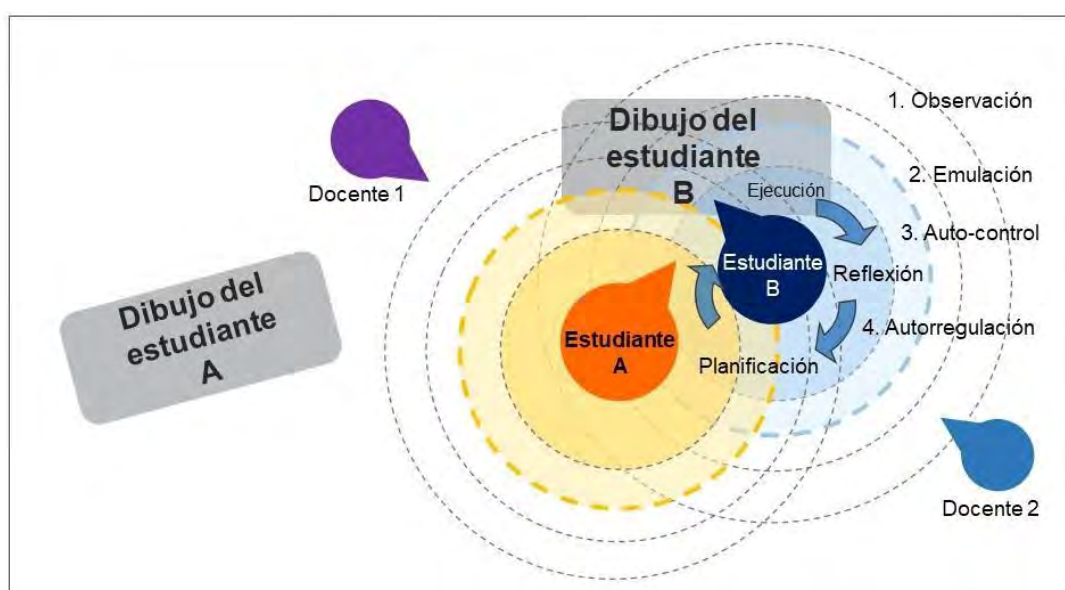 1. Observación
Dibujo del
estudiante
B
Docente 1
2. Emulación
Ejecución
3. Auto-control
Estudiante
B
Reflexión
Dibujo del
estudiante
A
Estudiante
A
4. Autorregulación
Planificación
Docente 2